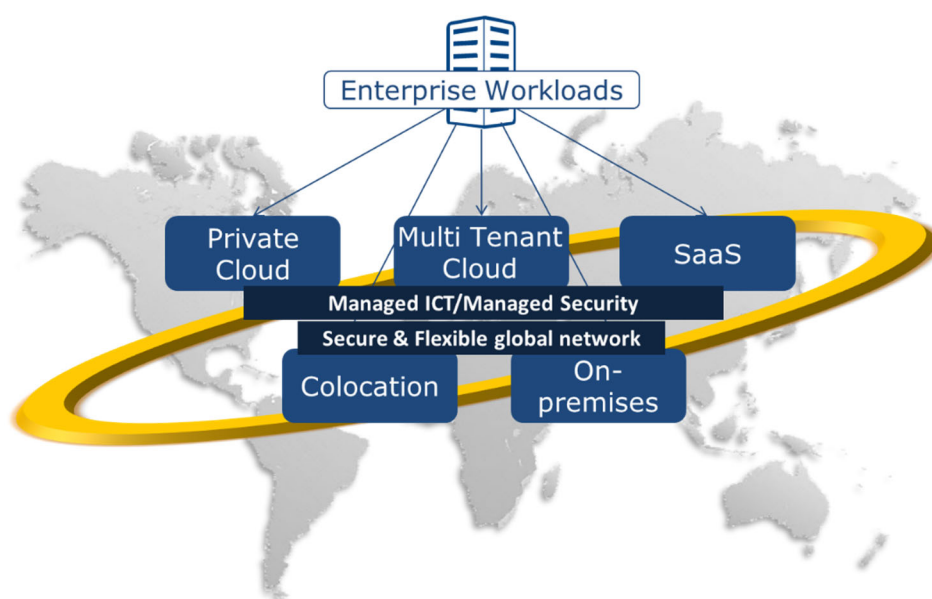 Enterprise Workloads
Private
Cloud
Multi Tenant
Cloud
SaaS
Managed ICT/Managed Security
Secure & Flexible global network
Colocation
On-
premises